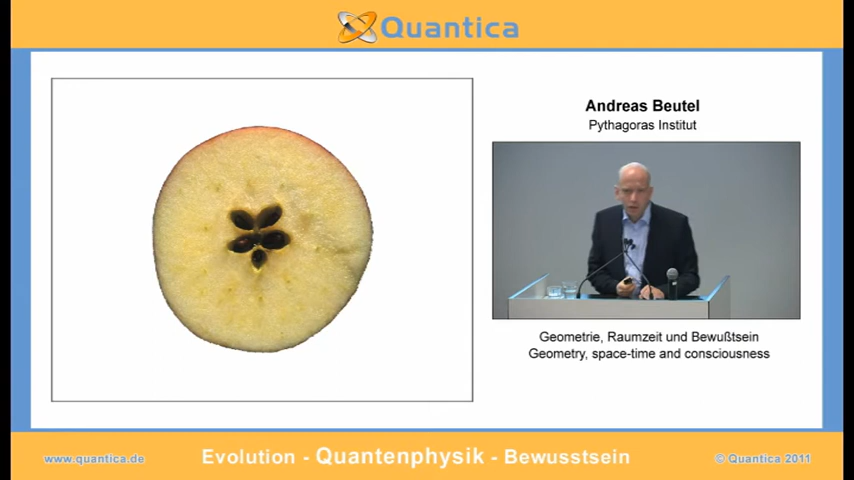 Quantica
Andreas Beutel
Pythagoras Institut
Geometrie, Raumzeit und Bewußtsein
Geometry, space-time and consciousness
www.quantica.de
Evolution - Quantenphysik - Bewusstsein
© Quantica 2011